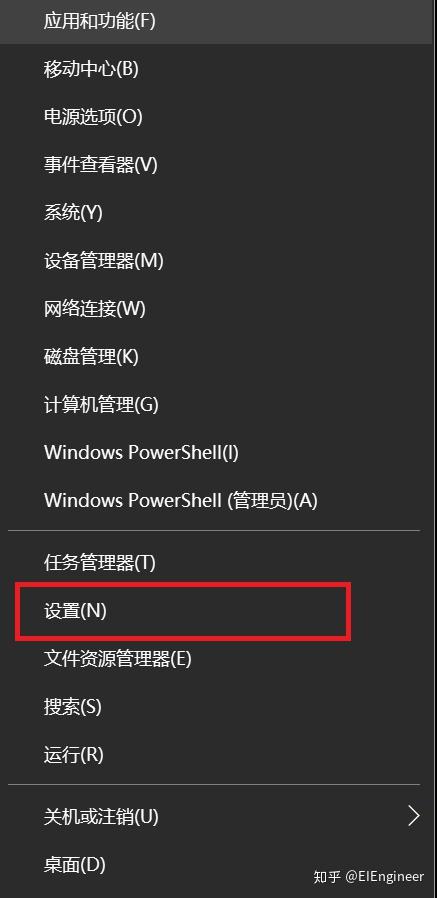 应用和功能(F)
移动中心(B)
电源选项(O)
事件查看器(V)
系统(Y)
设备管理器(M)
网络连接(W)
磁盘管理(K)
计算机管理(G)
Windows PowerShell(I)
Windows PowerShell (管理员)(A)
任务管理器(T)
设置(N)
文件资源管理器(E)
搜索(S)
运行(R)
关机或注销(U)
桌面(D)
知乎 @EIEngineer